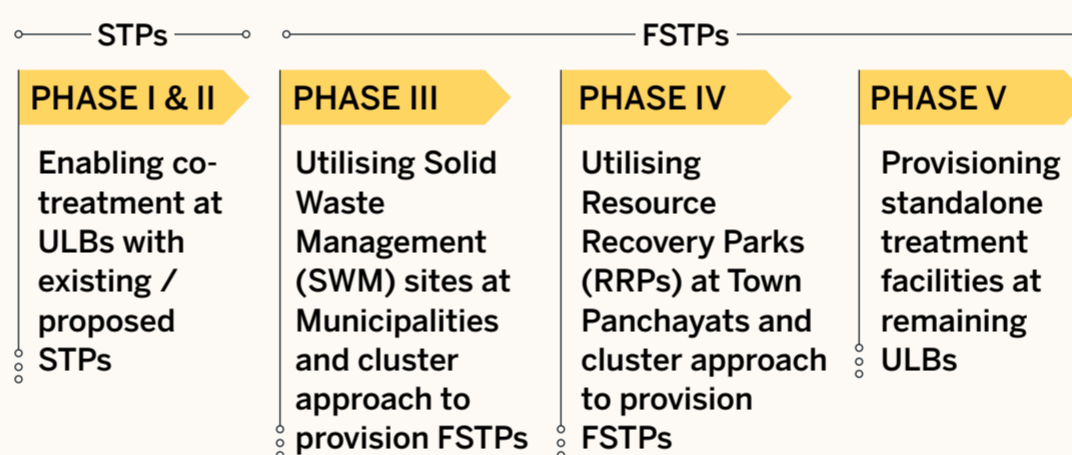 STPs
FSTPs
PHASE I & II
Enabling co-
treatment at
ULBs with
existing /
proposed
STPs
PHASE III
Utilising Solid
Waste
Management
(SWM) sites at
Municipalities
and cluster
approach to
provision FSTPs
PHASE IV
Utilising
Resource
Recovery Parks
(RRPs) at Town
Panchayats and
cluster approach
to provision
FSTPs
PHASE V
Provisioning
standalone
treatment
facilities at
remaining
ULBs